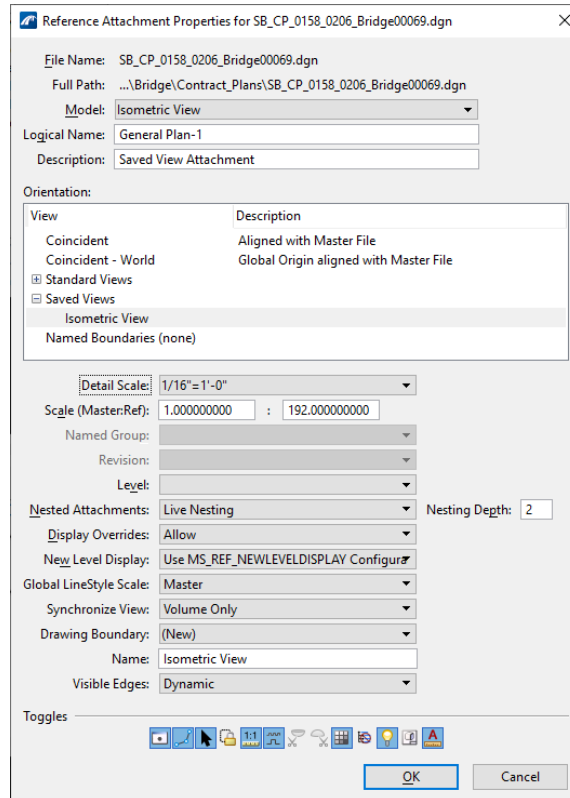 Reference Attachment Properties for SB_CP_0158_0206_Bridge00069.dgn
File Name: SB_CP_0158_0206_Bridge00069.dgn
Full Path: ...\Bridge\Contract_Plans\SB_CP_0158_0206_Bridge00069.dgn
Model: Isometric View
Logical Name: General Plan-1
Description: Saved View Attachment
Orientation:
View Description
Coincident Aligned with Master File
Coincident - World Global Origin aligned with Master File
Standard Views
Saved Views
Isometric View
Named Boundaries (none)
Detail Scale: 1/16"=1'-0"
Scale (Master:Ref): 1.000000000 : 192.000000000
Named Group:
Revision:
Level:
Nested Attachments: Live Nesting Nesting Depth: 2
Display Overrides: Allow
New Level Display: Use MS_REF_NEWLEVELDISPLAY Configura
Global LineStyle Scale: Master
Synchronize View: Volume Only
Drawing Boundary: (New)
Name: Isometric View
Visible Edges: Dynamic
Toggles
1:1 A
OK Cancel